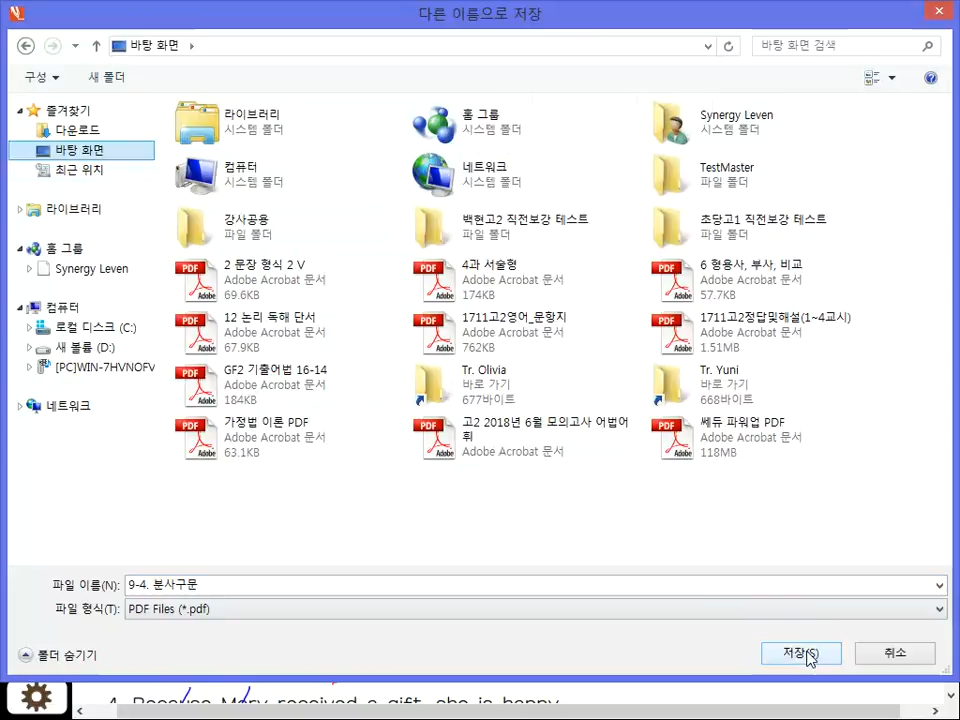 다른 이름으로 저장
바탕 화면
바탕 화면 검색
구성
새 폴더
즐겨찾기
다운로드
바탕 화면
최근 위치
라이브러리
홈 그룹
Synergy Leven
컴퓨터
로컬 디스크 (C:)
새 볼륨 (D:)
[PC]WIN-7HVNOFV
네트워크
라이브러리
시스템 폴더
홈 그룹
시스템 폴더
Synergy Leven
시스템 폴더
컴퓨터
시스템 폴더
네트워크
시스템 폴더
TestMaster
파일 폴더
강사공용
파일 폴더
백현고2 직전보강 테스트
파일 폴더
초당고1 직전보강 테스트
파일 폴더
2 문장 형식 2 V
Adobe Acrobat 문서
69.6KB
4과 서술형
Adobe Acrobat 문서
174KB
6 형용사, 부사, 비교
Adobe Acrobat 문서
57.7KB
12 논리 독해 단서
Adobe Acrobat 문서
67.9KB
1711고2영어_문항지
Adobe Acrobat 문서
762KB
1711고2정답및해설(1~4교시)
Adobe Acrobat 문서
1.51MB
GF2 기출어법 16-14
Adobe Acrobat 문서
184KB
Tr. Olivia
바로 가기
677바이트
Tr. Yuni
바로 가기
668바이트
가정법 이론 PDF
Adobe Acrobat 문서
63.1KB
고2 2018년 6월 모의고사 어법어
휘
Adobe Acrobat 문서
쎄듀 파워업 PDF
Adobe Acrobat 문서
118MB
파일 이름(N):
9-4. 분사구문
파일 형식(T):
PDF Files (*.pdf)
폴더 숨기기
저장(S)
취소
4. Because Mary received a gift, she is happy.